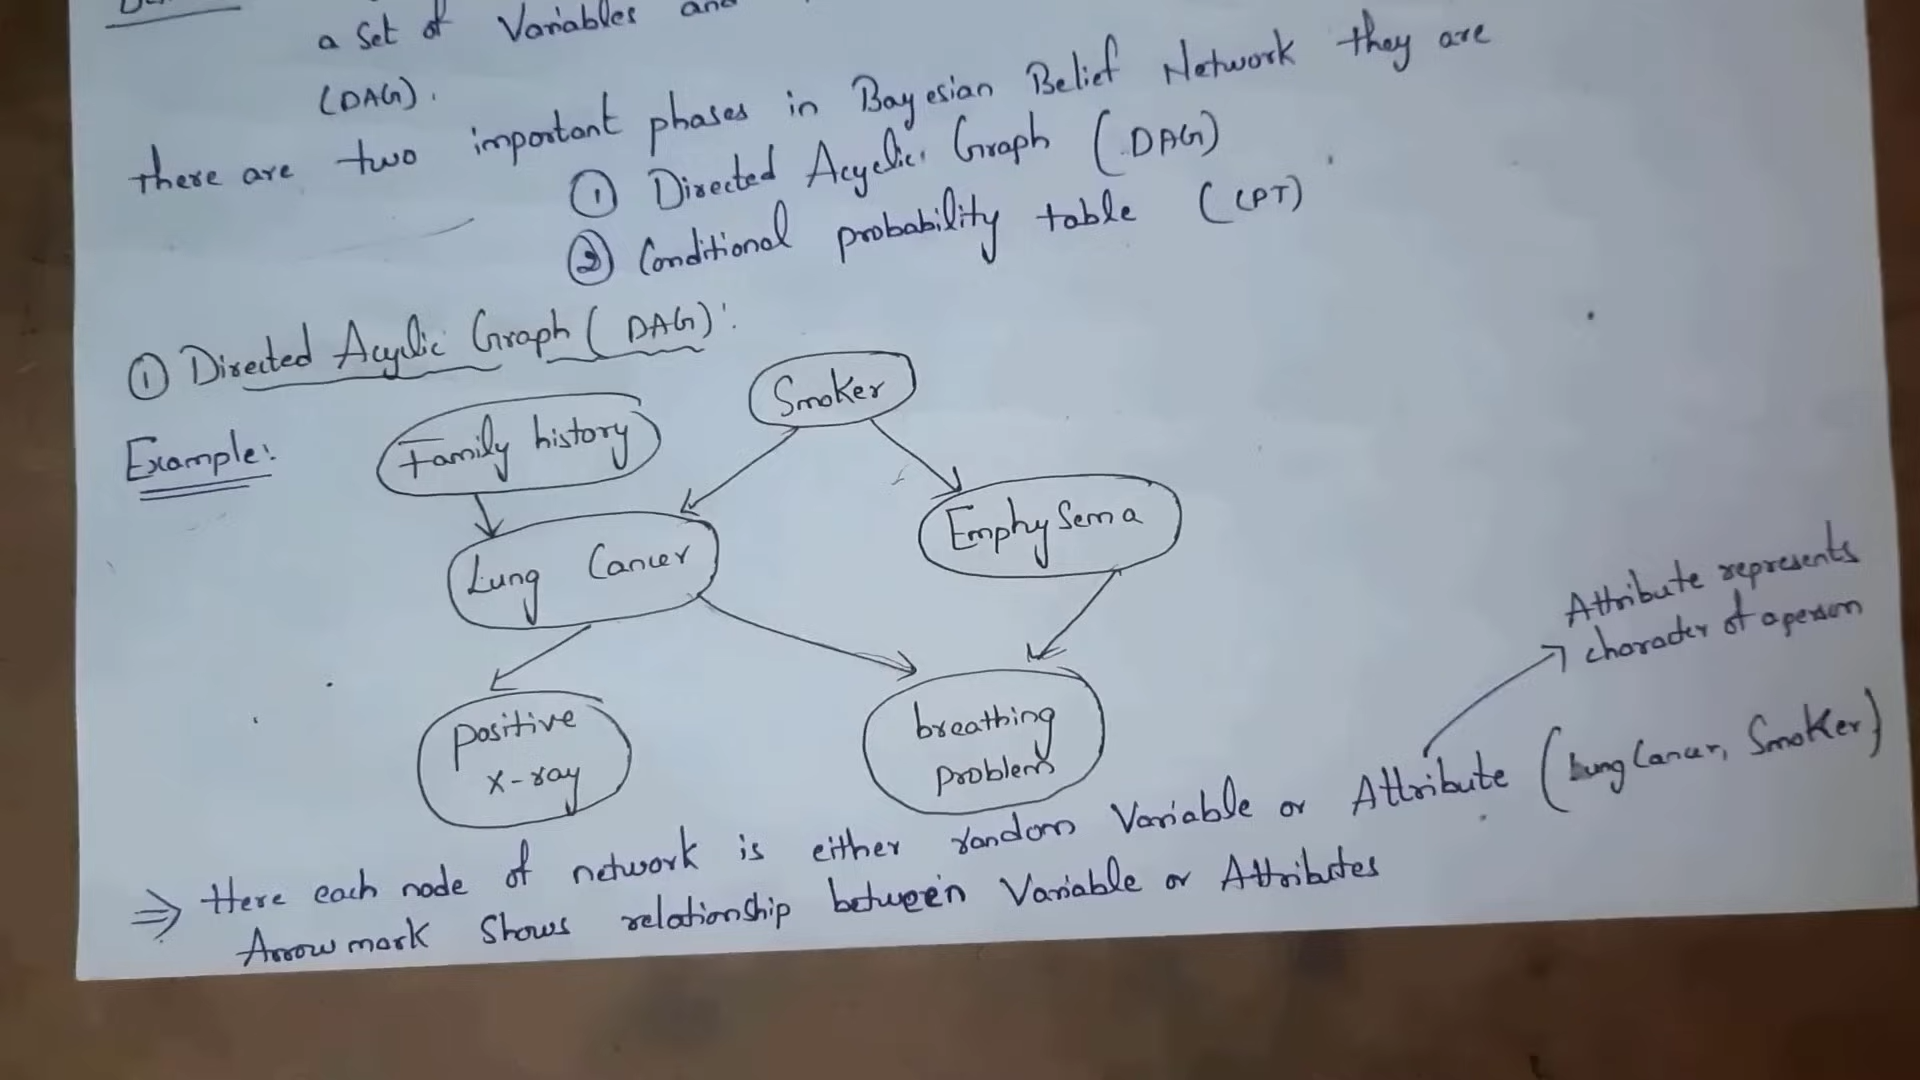 a Set of Variables and
(DAG).
there are two important phases in Bayesian Belief Network they are
① Directed Acyclic Graph (DAG)
② Conditional probability table (CPT)
① Directed Acyclic Graph (DAG):
Example:
Family history
Smoker
Lung Cancer
Emphysema
positive
x-ray
breathing
problem
Attribute represents
character of a person
⇒ Here each node of network is either random Variable or Attribute (Lung Cancer, Smoker)
Arrow mark Shows relationship between Variable or Attributes